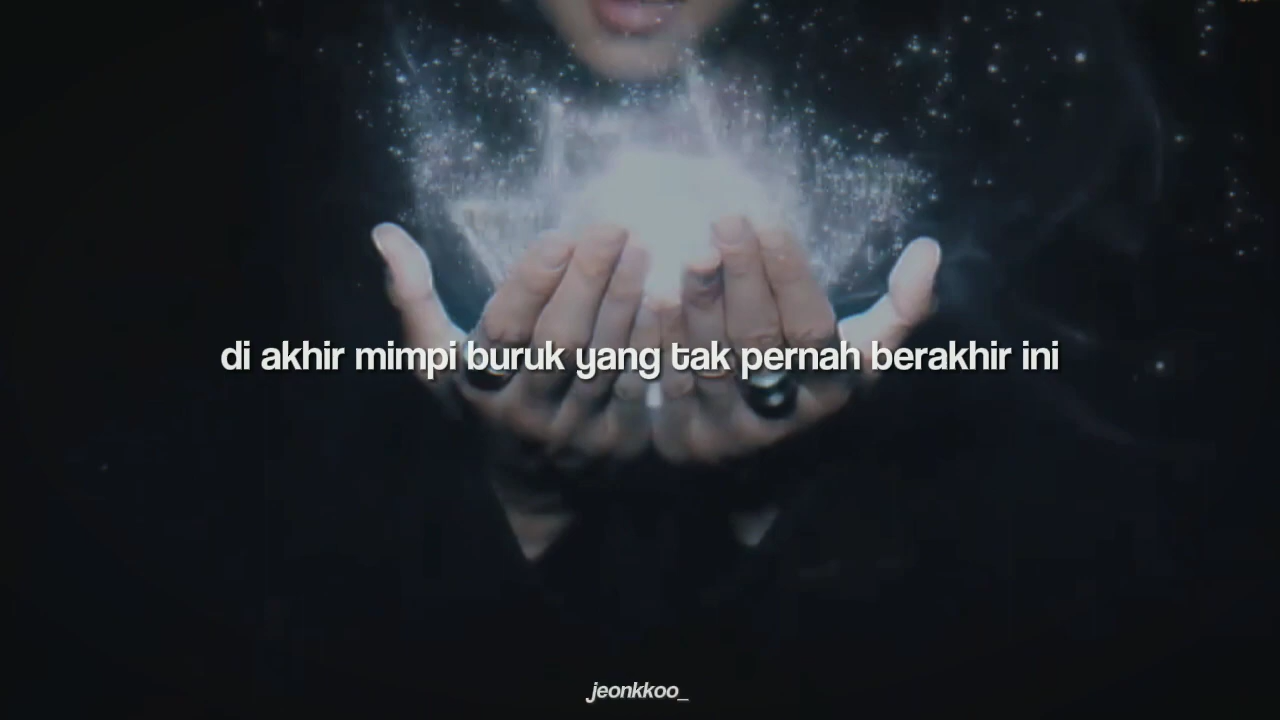 di akhir mimpi buruk yang tak pernah berakhir ini
jeonkkoo_